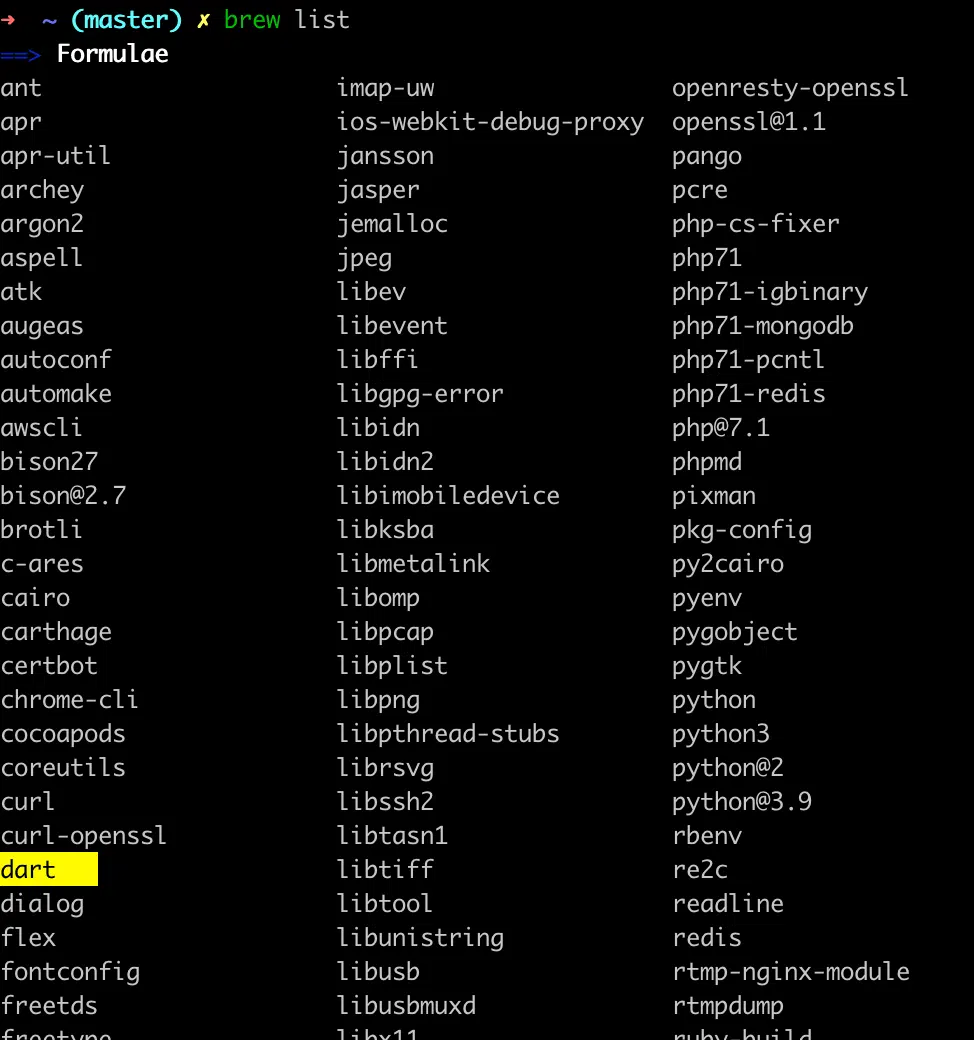 ➜ ~ (master) ✗ brew list
==> Formulae
ant imap-uw openresty-openssl
apr ios-webkit-debug-proxy openssl@1.1
apr-util jansson pango
archey jasper pcre
argon2 jemalloc php-cs-fixer
aspell jpeg php71
atk libev php71-igbinary
augeas libevent php71-mongodb
autoconf libffi php71-pcntl
automake libgpg-error php71-redis
awscli libidn php@7.1
bison27 libidn2 phpmd
bison@2.7 libimobiledevice pixman
brotli libksba pkg-config
c-ares libmetalink py2cairo
cairo libomp pyenv
carthage libpcap pygobject
certbot libplist pygtk
chrome-cli libpng python
cocoapods libpthread-stubs python3
coreutils librsvg python@2
curl libssh2 python@3.9
curl-openssl libtasn1 rbenv
dart libtiff re2c
dialog libtool readline
flex libunistring redis
fontconfig libusb rtmp-nginx-module
freetds libusbmuxd rtmpdump
freetype libx11 ruby-build